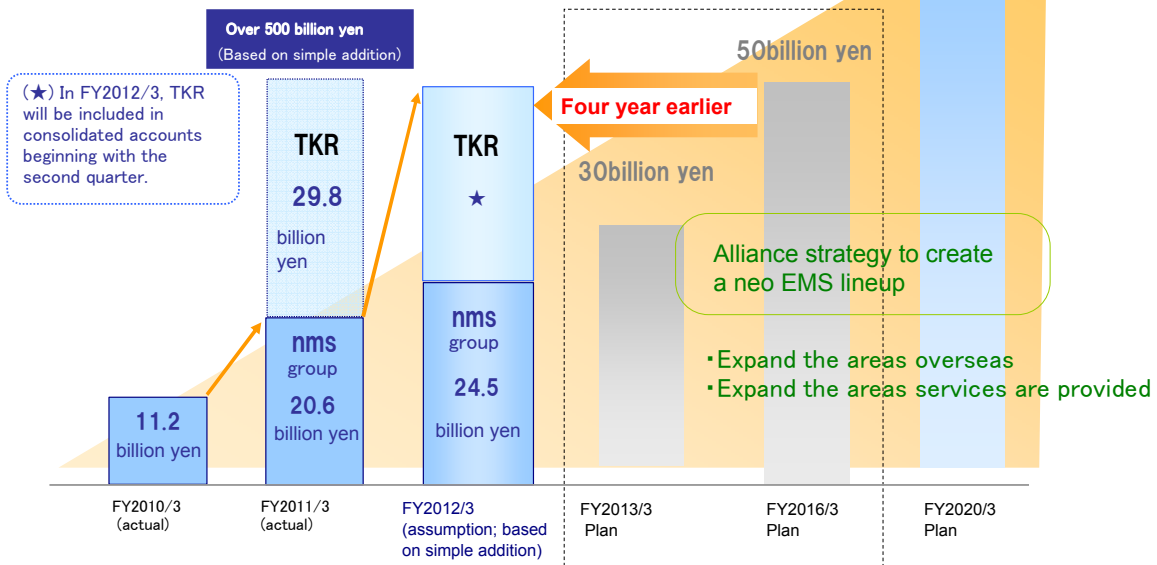 Over 500 billion yen
(Based on simple addition)
(★) In FY2012/3, TKR
will be included in
consolidated accounts
beginning with the
second quarter.
50billion yen
Four year earlier
30billion yen
TKR
29.8
billion
yen
TKR
★
Alliance strategy to create
a neo EMS lineup
・Expand the areas overseas
・Expand the areas services are provided
nms
group
20.6
billion yen
nms
group
24.5
billion yen
11.2
billion yen
FY2010/3
(actual)
FY2011/3
(actual)
FY2012/3
(assumption; based
on simple addition)
FY2013/3
Plan
FY2016/3
Plan
FY2020/3
Plan